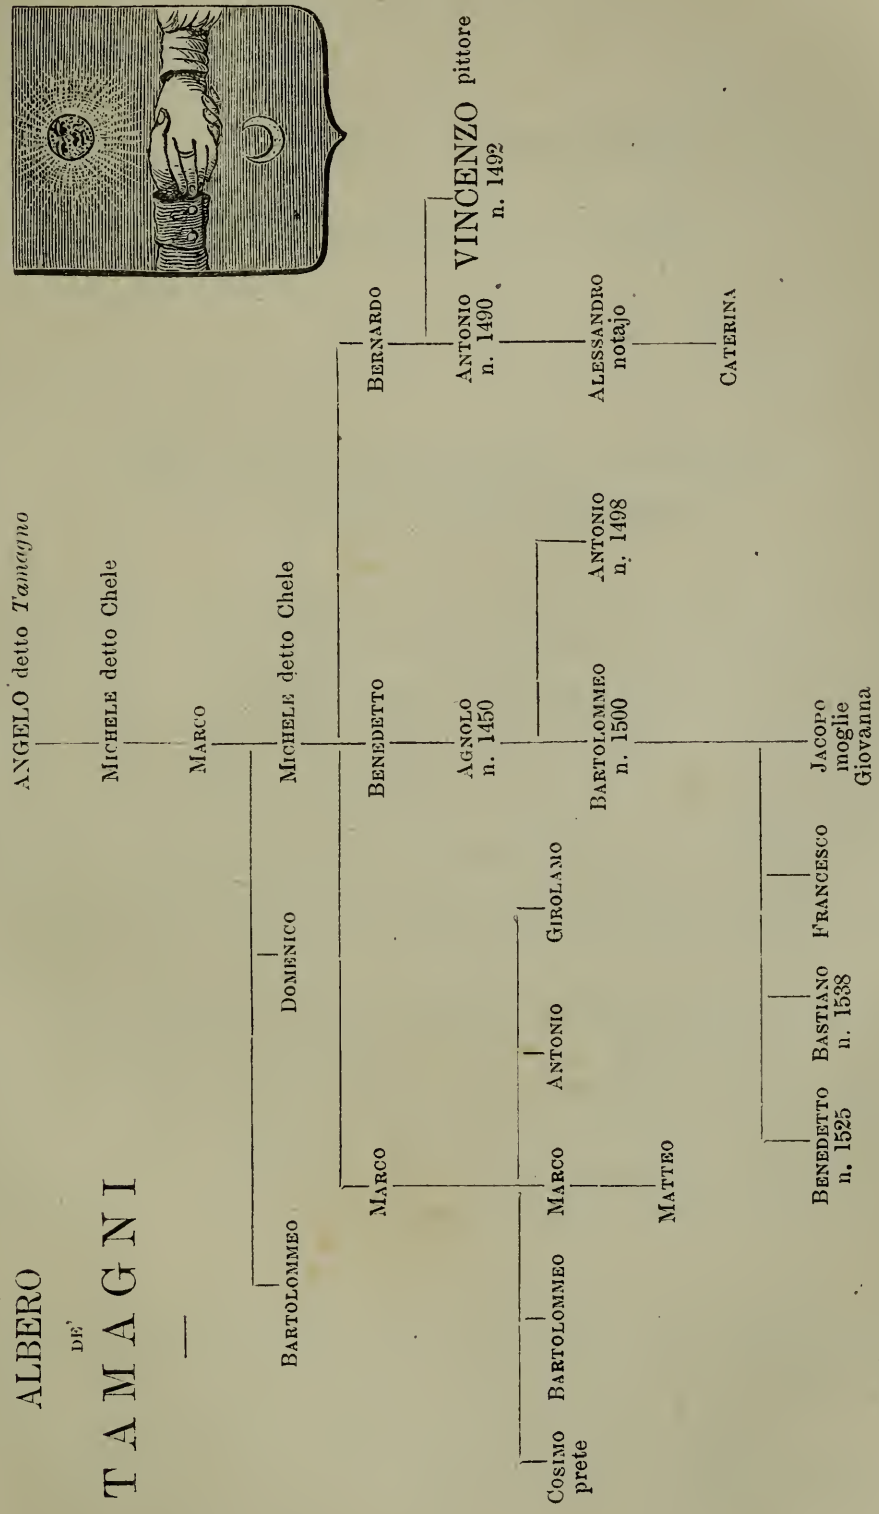 ALBERO
DE'
TAMAGNI
ANGELO detto Tamagno
MICHELE detto Chele
MARCO
BARTOLOMMEO
DOMENICO
MICHELE detto Chele
MARCO
BENEDETTO
BERNARDO
AGNOLO
n. 1450
ANTONIO
n. 1490
VINCENZO pittore
n. 1492
COSIMO
prete
BARTOLOMMEO
MARCO
ANTONIO
GIROLAMO
BARTOLOMMEO
n. 1500
ANTONIO
n. 1498
ALESSANDRO
notajo
MATTEO
CATERINA
BENEDETTO
n. 1525
BASTIANO
n. 1538
FRANCESCO
JACOPO
moglie
Giovanna